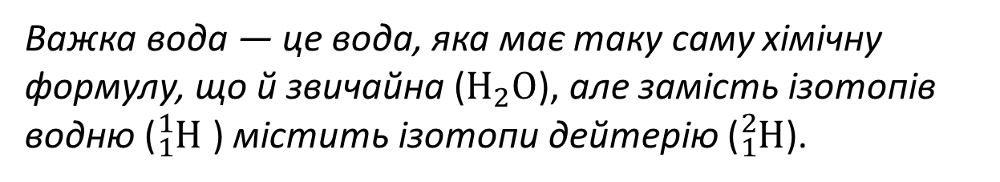 Важка вода — це вода, яка має таку саму хімічну
формулу, що й звичайна (H₂O), але замість ізотопів
водню (¹₁H ) містить ізотопи дейтерію (²₁H).